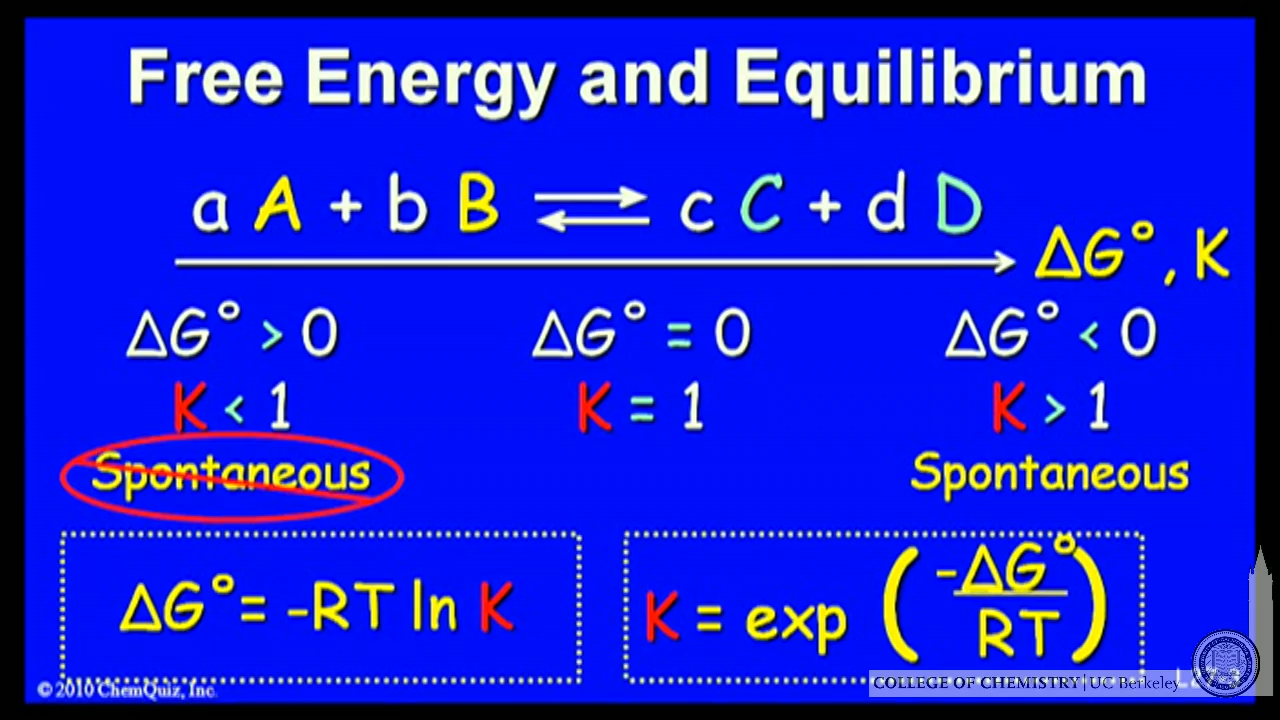 Free Energy and Equilibrium
a A + b B ⇌ c C + d D
ΔG°, K
ΔG° > 0 ΔG° = 0 ΔG° < 0
K < 1 K = 1 K > 1
Spontaneous Spontaneous
ΔG° = -RT ln K
K = exp (-ΔG°/RT)
© 2010 ChemQuiz, Inc.
COLLEGE OF CHEMISTRY | UC Berkeley